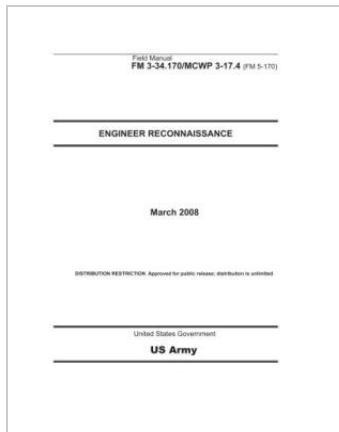 Field Manual
FM 3-34.170/MCWP 3-17.4 (FM 5-170)
ENGINEER RECONNAISSANCE
March 2008
DISTRIBUTION RESTRICTION: Approved for public release; distribution is unlimited.
United States Government
US Army